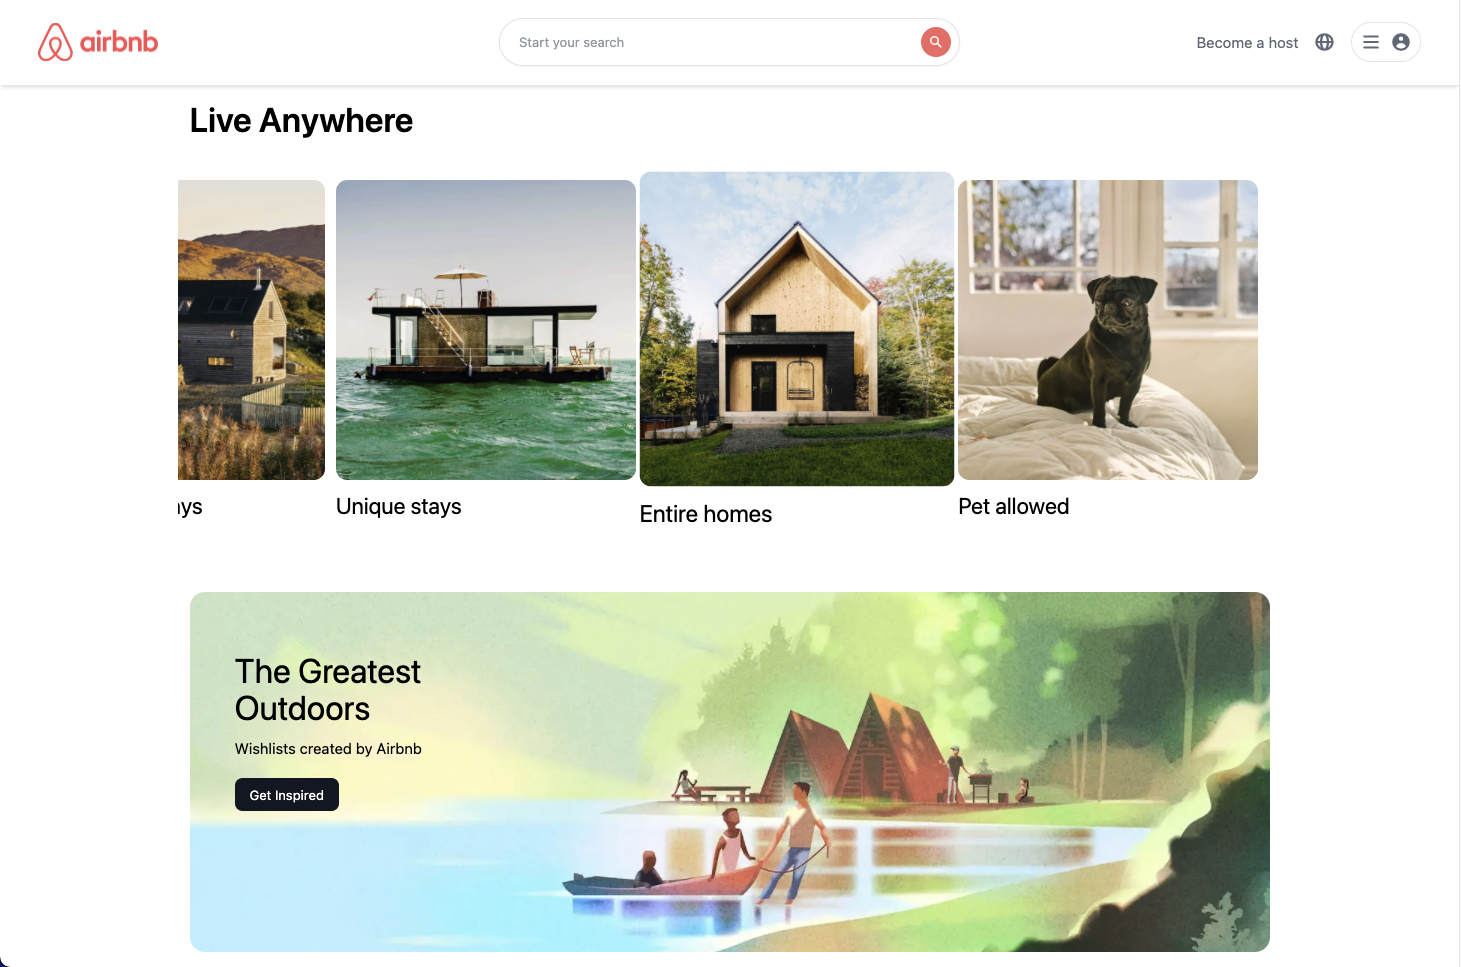 airbnb
Start your search
Become a host
Live Anywhere
Unique stays
Entire homes
Pet allowed
The Greatest
Outdoors
Wishlists created by Airbnb
Get Inspired